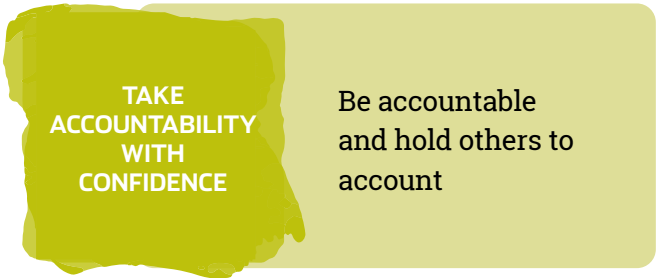 TAKE
ACCOUNTABILITY
WITH
CONFIDENCE
Be accountable
and hold others to
account